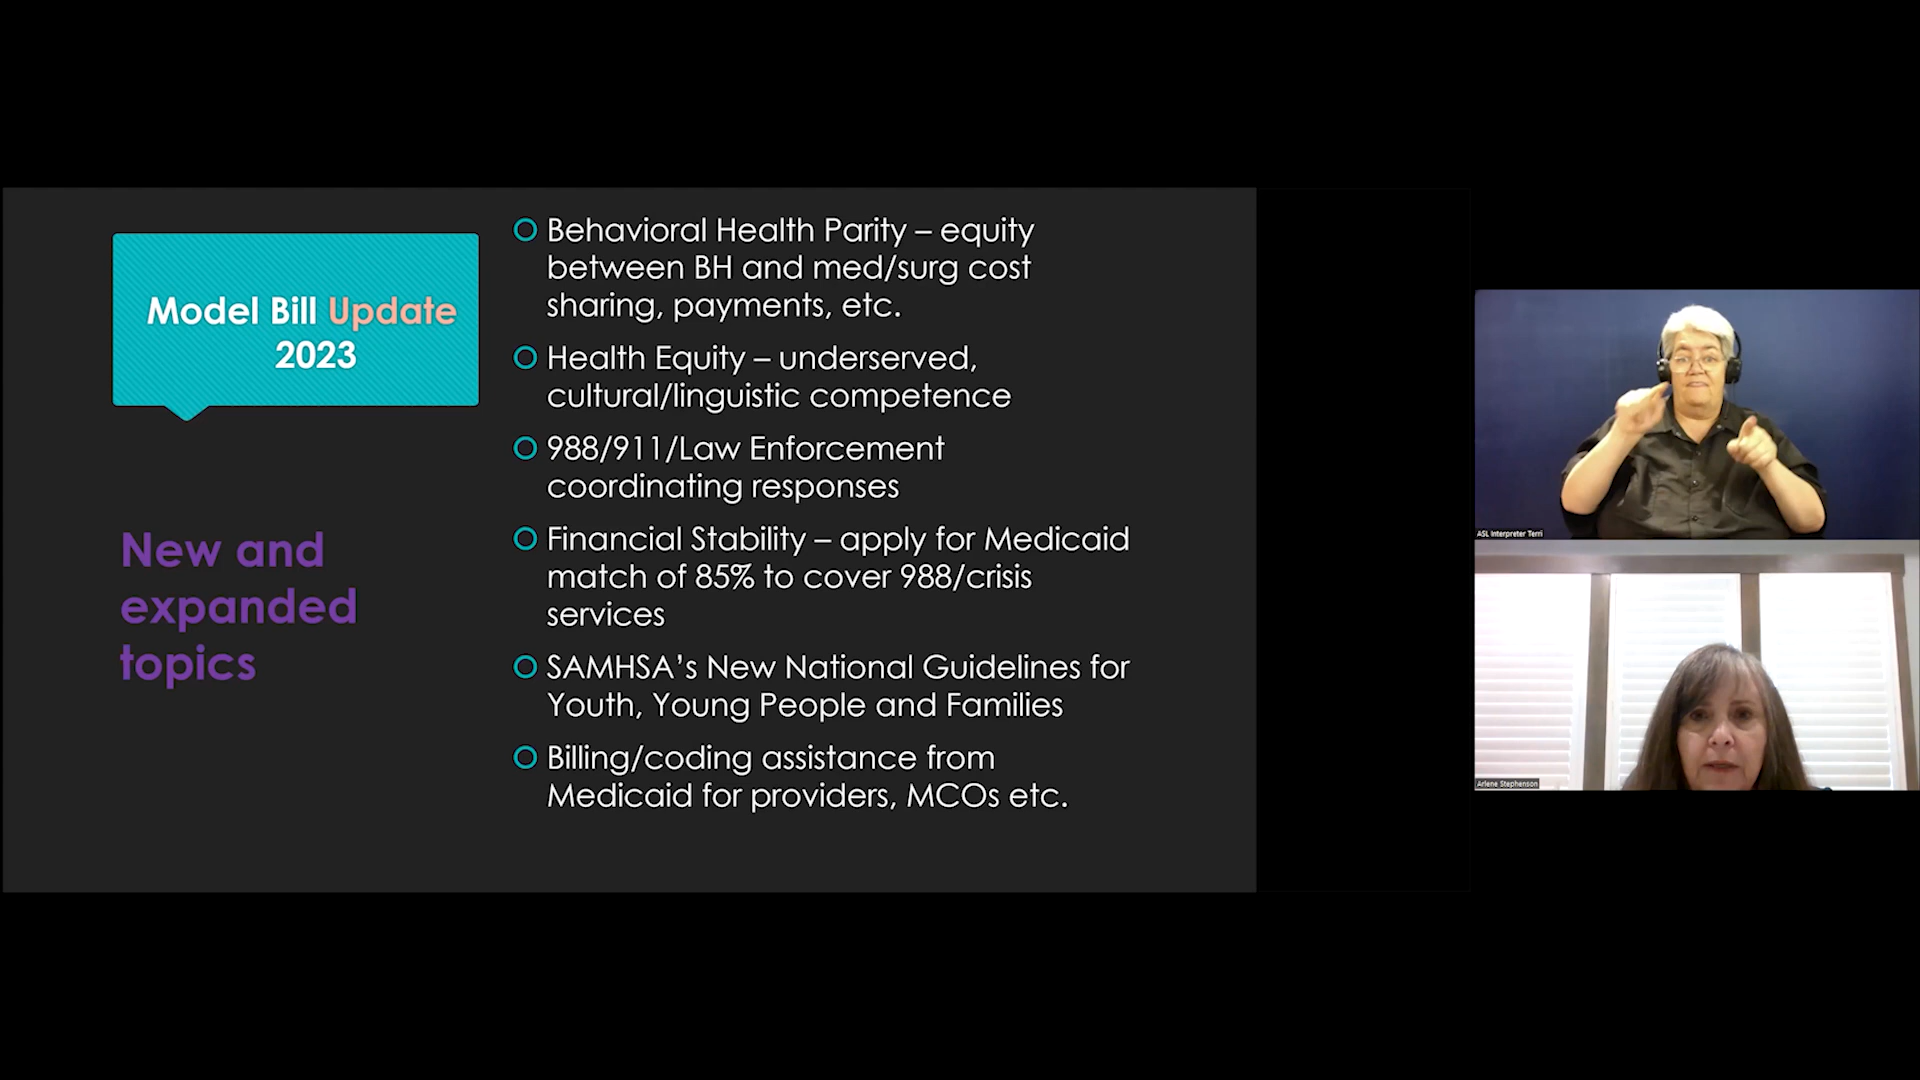 Model Bill Update
2023
New and
expanded
topics
Behavioral Health Parity – equity
between BH and med/surg cost
sharing, payments, etc.
Health Equity – underserved,
cultural/linguistic competence
988/911/Law Enforcement
coordinating responses
Financial Stability – apply for Medicaid
match of 85% to cover 988/crisis
services
SAMHSA’s New National Guidelines for
Youth, Young People and Families
Billing/coding assistance from
Medicaid for providers, MCOs etc.
ASL Interpreter Terri
Arlene Stephenson